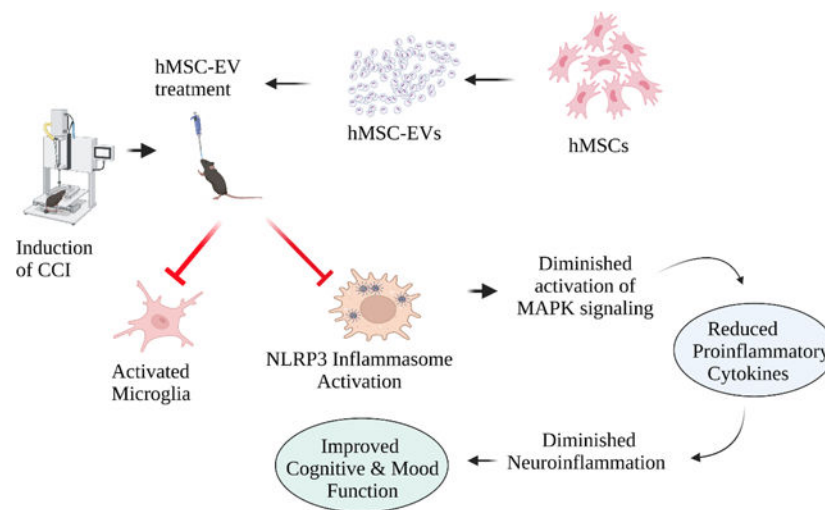 hMSC-EV
treatment
hMSC-EVs
hMSCs
Induction
of CCI
Activated
Microglia
NLRP3 Inflammasome
Activation
Diminished
activation of
MAPK signaling
Reduced
Proinflammatory
Cytokines
Diminished
Neuroinflammation
Improved
Cognitive & Mood
Function